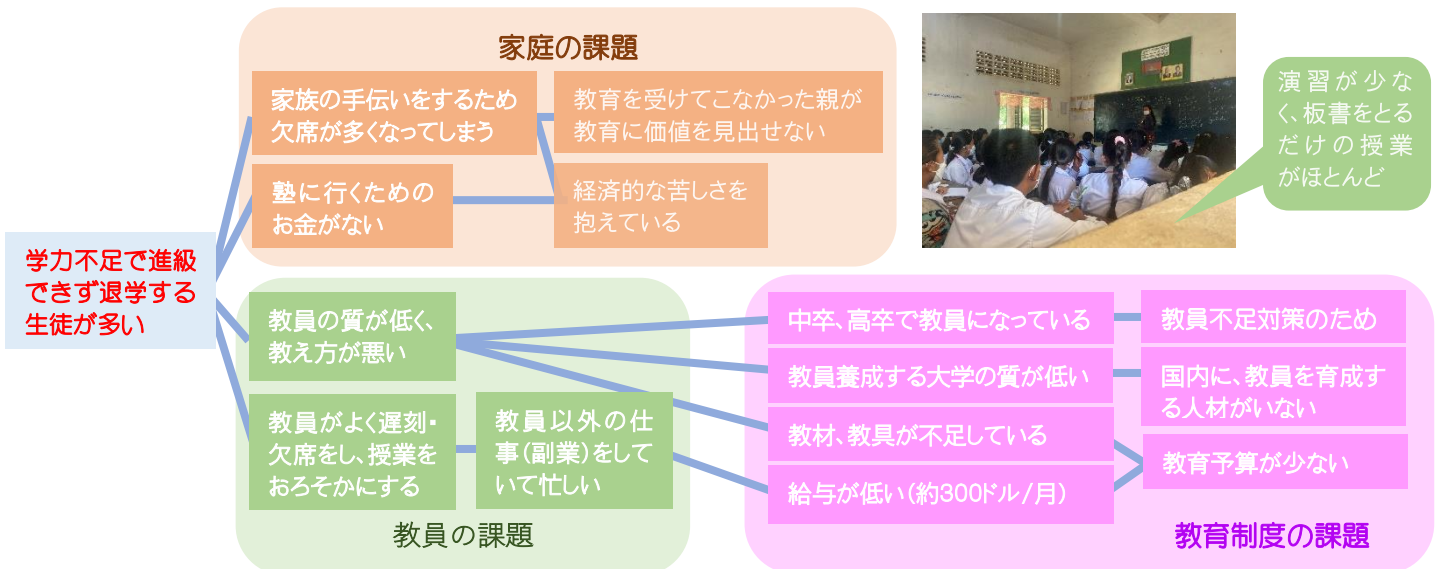 家庭の課題
家族の手伝いをするため
欠席が多くなってしまう
教育を受けてこなかった親が
教育に価値を見出せない
塾に行くための
お金がない
経済的な苦しさを
抱えている
演習が少な
く、板書をとる
だけの授業
がほとんど
学力不足で進級
できず退学する
生徒が多い
教員の質が低く、
教え方が悪い
教員がよく遅刻・
欠席をし、授業を
おろそかにする
教員以外の仕
事（副業）をして
いて忙しい
教員の課題
中卒、高卒で教員になっている
教員不足対策のため
教員養成する大学の質が低い
国内に、教員を育成す
る人材がいない
教材、教具が不足している
教育予算が少ない
給与が低い（約300ドル/月）
教育制度の課題